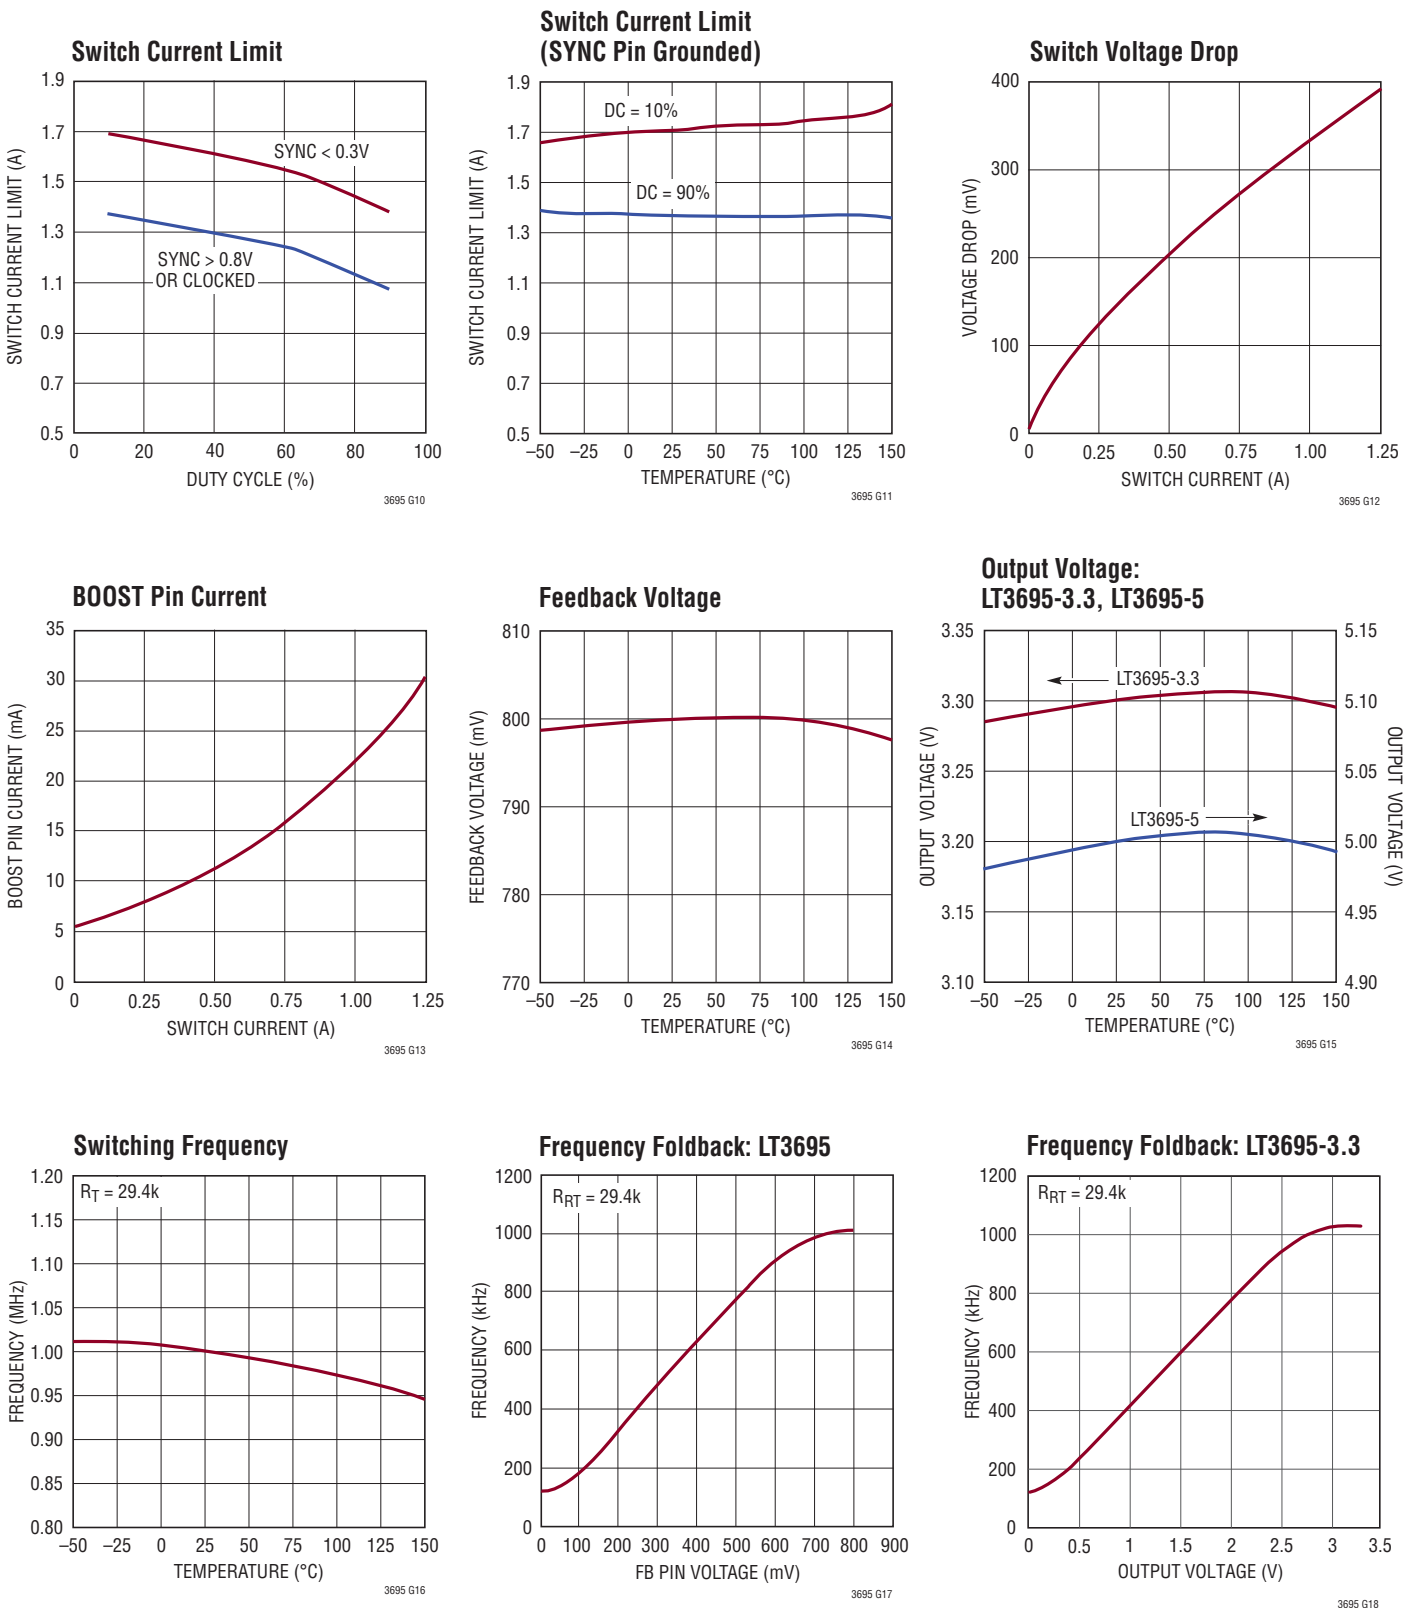 Switch Current Limit
1.9
1.7
1.5
1.3
1.1
0.9
0.7
0.5
SWITCH CURRENT LIMIT (A)
SYNC < 0.3V
SYNC > 0.8V
OR CLOCKED
0 20 40 60 80 100
DUTY CYCLE (%)
3695 G10
Switch Current Limit
(SYNC Pin Grounded)
1.9
1.7
1.5
1.3
1.1
0.9
0.7
0.5
SWITCH CURRENT LIMIT (A)
DC = 10%
DC = 90%
–50 –25 0 25 50 75 100 125 150
TEMPERATURE (°C)
3695 G11
Switch Voltage Drop
400
300
200
100
0
VOLTAGE DROP (mV)
0 0.25 0.50 0.75 1.00 1.25
SWITCH CURRENT (A)
3695 G12
BOOST Pin Current
35
30
25
20
15
10
5
0
BOOST PIN CURRENT (mA)
0 0.25 0.50 0.75 1.00 1.25
SWITCH CURRENT (A)
3695 G13
Feedback Voltage
810
800
790
780
770
FEEDBACK VOLTAGE (mV)
–50 –25 0 25 50 75 100 125 150
TEMPERATURE (°C)
3695 G14
Output Voltage:
LT3695-3.3, LT3695-5
3.35
3.30
3.25
3.20
3.15
3.10
OUTPUT VOLTAGE (V)
LT3695-3.3
LT3695-5
5.15
5.10
5.05
5.00
4.95
4.90
OUTPUT VOLTAGE (V)
–50 –25 0 25 50 75 100 125 150
TEMPERATURE (°C)
3695 G15
Switching Frequency
1.20
1.15
1.10
1.05
1.00
0.95
0.90
0.85
0.80
FREQUENCY (MHz)
RT = 29.4k
–50 –25 0 25 50 75 100 125 150
TEMPERATURE (°C)
3695 G16
Frequency Foldback: LT3695
1200
1000
800
600
400
200
0
FREQUENCY (kHz)
RRT = 29.4k
0 100 200 300 400 500 600 700 800 900
FB PIN VOLTAGE (mV)
3695 G17
Frequency Foldback: LT3695-3.3
1200
1000
800
600
400
200
0
FREQUENCY (kHz)
RRT = 29.4k
0 0.5 1 1.5 2 2.5 3 3.5
OUTPUT VOLTAGE (V)
3695 G18